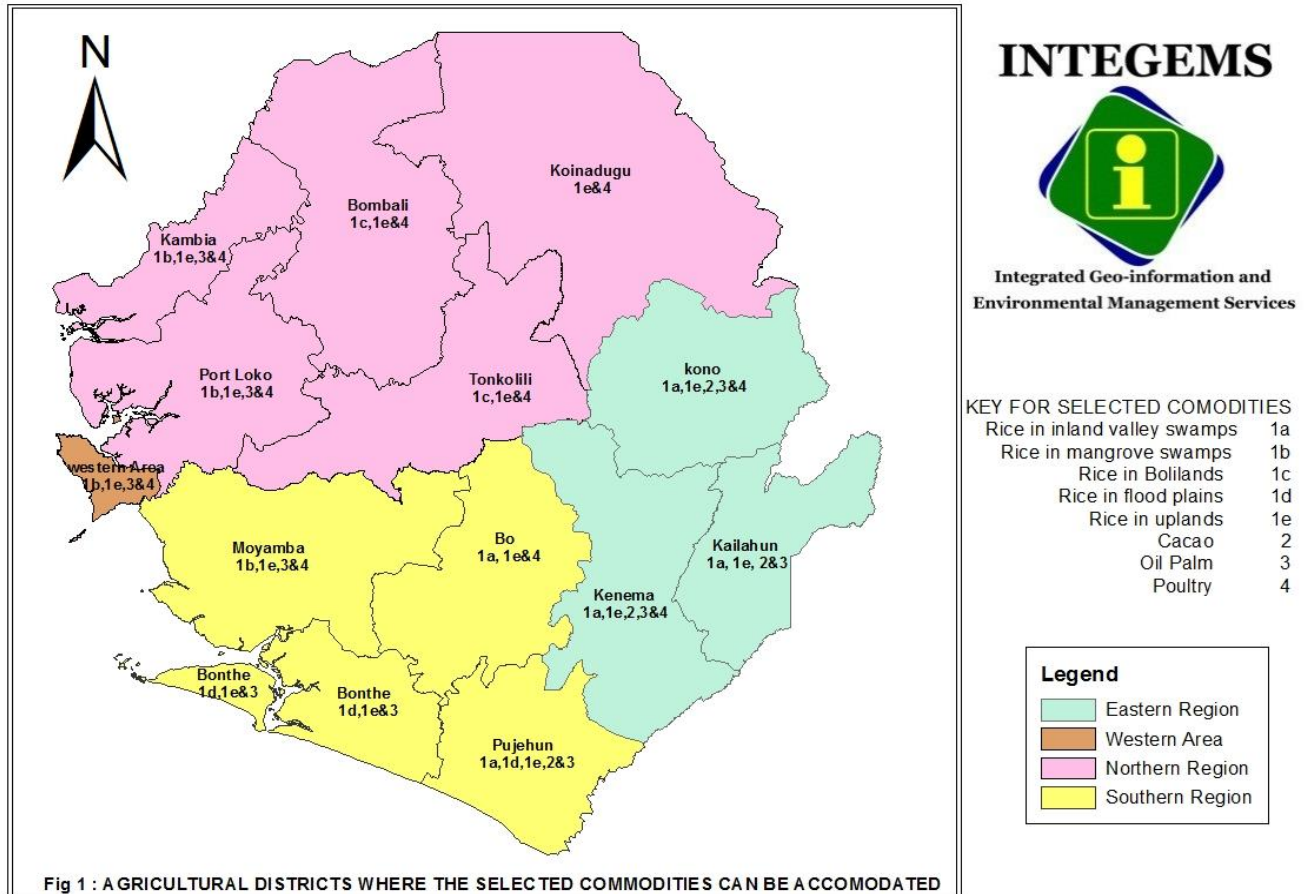 N
Koinadugu
1e&4
Bombali
1c,1e&4
Kambia
1b,1e,3&4
Port Loko
1b,1e,3&4
Tonkolili
1c,1e&4
kono
1a,1e,2,3&4
western Area
1b,1e,3&4
Moyamba
1b,1e,3&4
Bo
1a, 1e&4
Kailahun
1a, 1e, 2&3
Kenema
1a,1e,2,3&4
Bonthe
1d,1e&3
Bonthe
1d,1e&3
Pujehun
1a,1d,1e,2&3
Fig 1 : AGRICULTURAL DISTRICTS WHERE THE SELECTED COMMODITIES CAN BE ACCOMODATED
INTEGEMS
i
Integrated Geo-information and
Environmental Management Services
KEY FOR SELECTED COMODITIES
Rice in inland valley swamps 1a
Rice in mangrove swamps 1b
Rice in Bolilands 1c
Rice in flood plains 1d
Rice in uplands 1e
Cacao 2
Oil Palm 3
Poultry 4
Legend
Eastern Region
Western Area
Northern Region
Southern Region